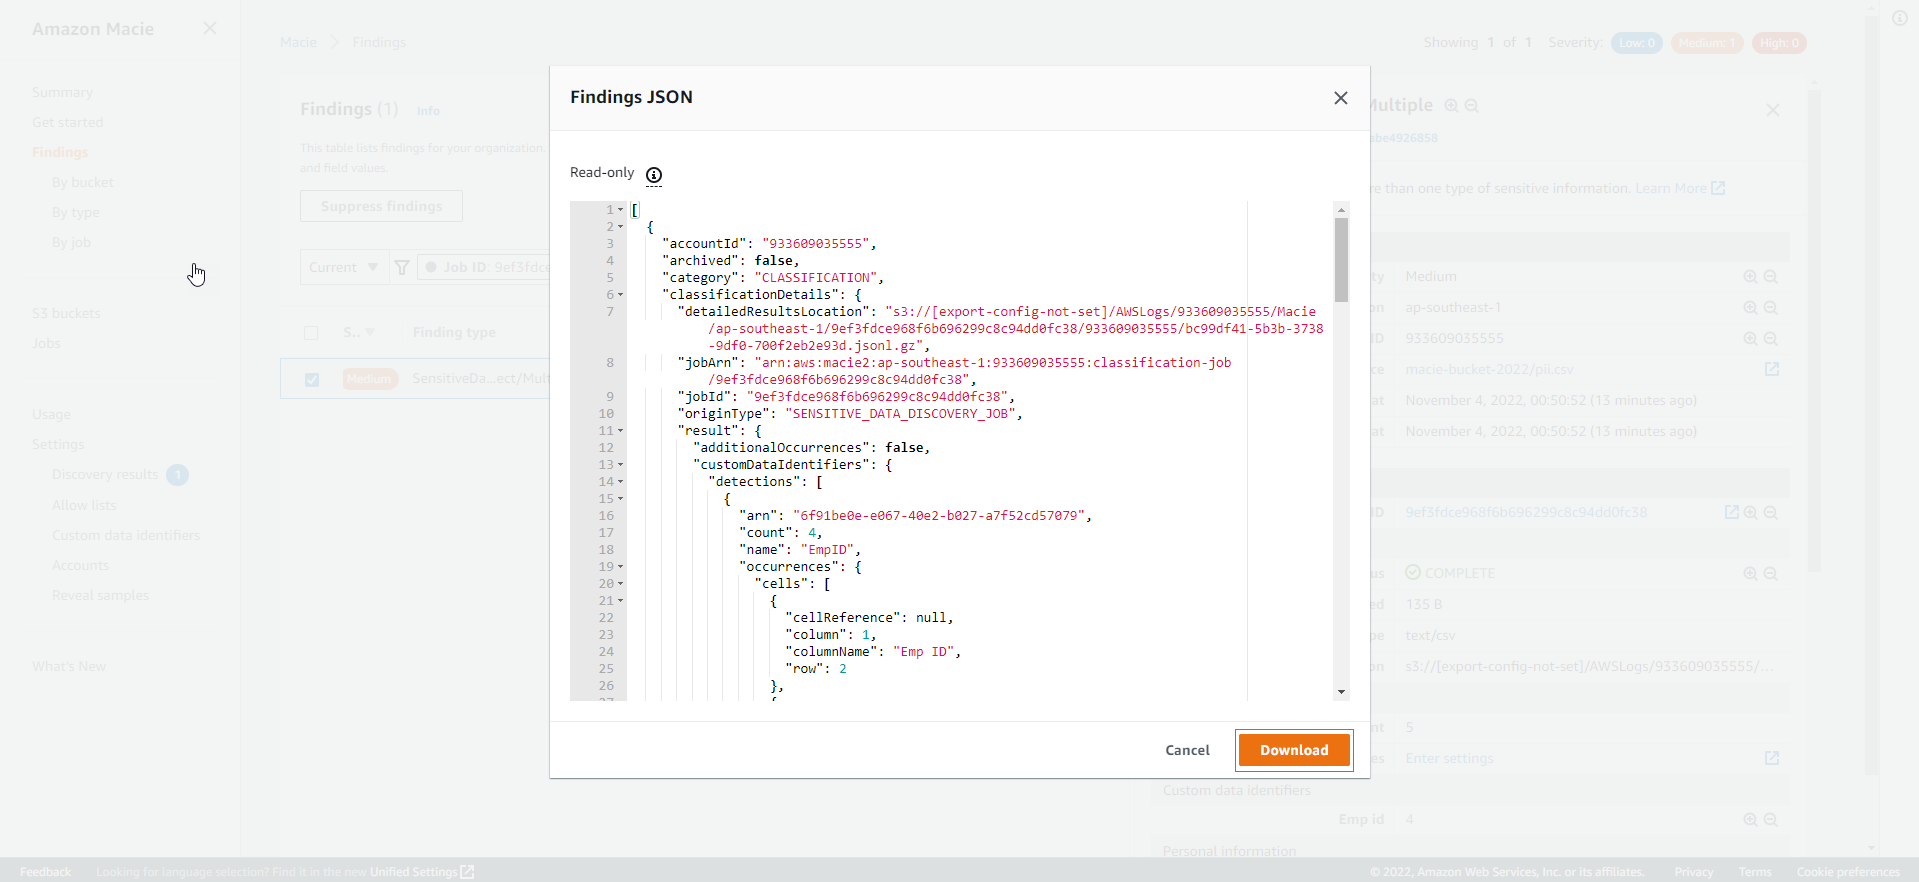 Amazon Macie
Summary
Get started
Findings
By bucket
By type
By job
S3 buckets
Jobs
Usage
Settings
Discovery results 1
Allow lists
Custom data identifiers
Accounts
Reveal samples
What's New
Macie Findings
Showing 1 of 1 Severity: Low: 0 Medium: 1 High: 0
Findings (1) Info
This table lists findings for your organization.
and field values.
Suppress findings
Current Job ID: 9ef3fdce
S.. Finding type
Medium SensitiveDa...ect/Mult
Findings JSON
Read-only
1 [
2 {
3 "accountId": "933609035555",
4 "archived": false,
5 "category": "CLASSIFICATION",
6 "classificationDetails": {
7 "detailedResultsLocation": "s3://[export-config-not-set]/AWSLogs/933609035555/Macie
/ap-southeast-1/9ef3fdce968f6b696299c8c94dd0fc38/933609035555/bc99df41-5b3b-3738
-9df0-700f2eb2e93d.jsonl.gz",
8 "jobArn": "arn:aws:macie2:ap-southeast-1:933609035555:classification-job
/9ef3fdce968f6b696299c8c94dd0fc38",
9 "jobId": "9ef3fdce968f6b696299c8c94dd0fc38",
10 "originType": "SENSITIVE_DATA_DISCOVERY_JOB",
11 "result": {
12 "additionalOccurrences": false,
13 "customDataIdentifiers": {
14 "detections": [
15 {
16 "arn": "6f91be0e-e067-40e2-b027-a7f52cd57079",
17 "count": 4,
18 "name": "EmpID",
19 "occurrences": {
20 "cells": [
21 {
22 "cellReference": null,
23 "column": 1,
24 "columnName": "Emp ID",
25 "row": 2
26 },
Cancel Download
Multiple
be4926858
re than one type of sensitive information. Learn More
ty Medium
on ap-southeast-1
ID 933609035555
ce macie-bucket-2022/pii.csv
at November 4, 2022, 00:50:52 (13 minutes ago)
at November 4, 2022, 00:50:52 (13 minutes ago)
ID 9ef3fdce968f6b696299c8c94dd0fc38
us COMPLETE
ed 135 B
pe text/csv
on s3://[export-config-not-set]/AWSLogs/933609035555/...
nt 5
es Enter settings
Custom data identifiers
Emp id 4
Personal information
Feedback Looking for language selection? Find it in the new Unified Settings © 2022, Amazon Web Services, Inc. or its affiliates. Privacy Terms Cookie preferences